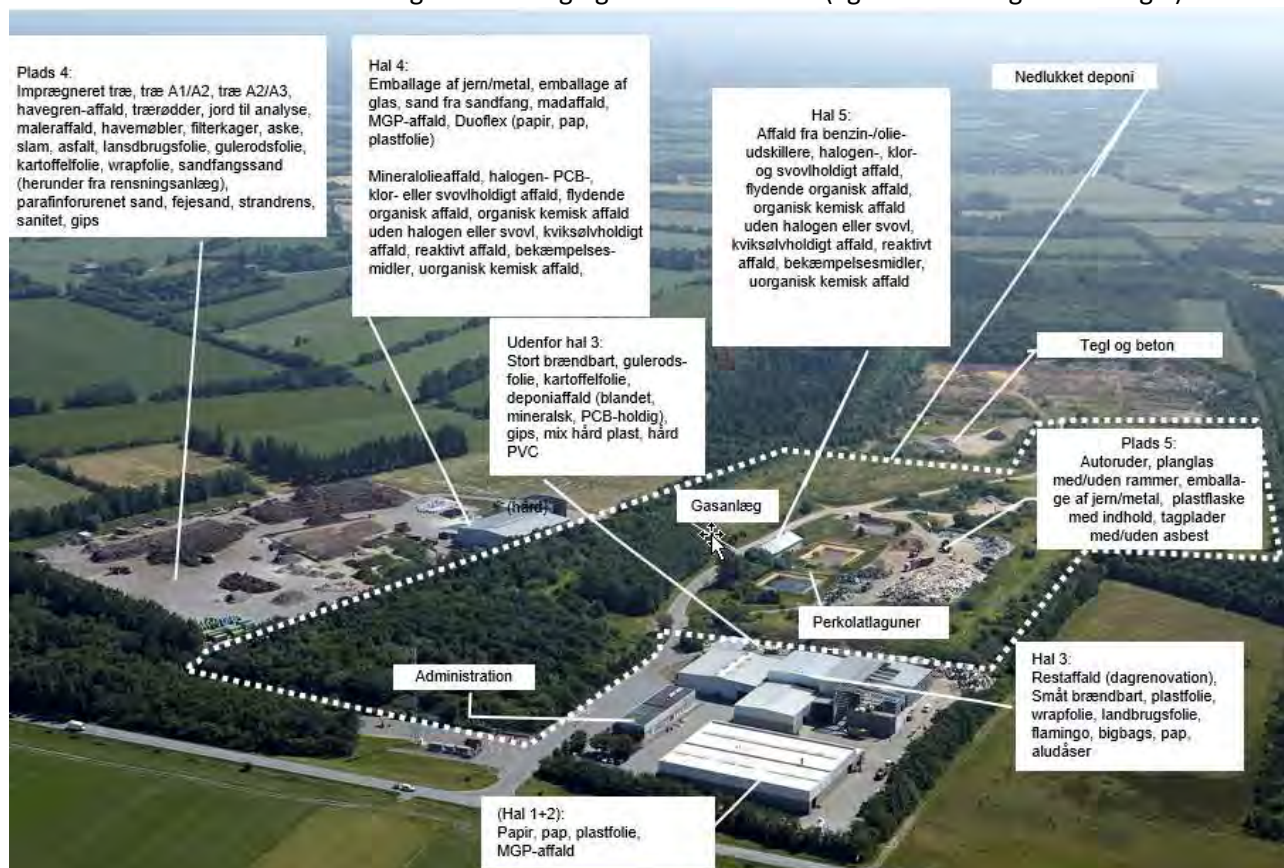 Plads 4:
Imprægneret træ, træ A1/A2, træ A2/A3,
havegren-affald, trærødder, jord til analyse,
maleraffald, havemøbler, filterkager, aske,
slam, asfalt, lansdbrugsfolie, gulerodsfolie,
kartoffelfolie, wrapfolie, sandfangssand
(herunder fra rensningsanlæg),
parafinforurenet sand, fejesand, strandrens,
sanitet, gips
Hal 4:
Emballage af jern/metal, emballage af
glas, sand fra sandfang, madaffald,
MGP-affald, Duoflex (papir, pap,
plastfolie)
Mineralolieaffald, halogen- PCB-,
klor- eller svovlholdigt affald, flydende
organisk affald, organisk kemisk affald
uden halogen eller svovl, kviksølvholdigt
affald, reaktivt affald, bekæmpelses-
midler, uorganisk kemisk affald,
Hal 5:
Affald fra benzin-/olie-
udskillere, halogen-, klor-
og svovlholdigt affald,
flydende organisk affald,
organisk kemisk affald
uden halogen eller svovl,
kviksølvholdigt affald, reaktivt
affald, bekæmpelsesmidler,
uorganisk kemisk affald
Nedlukket deponi
Udenfor hal 3:
Stort brændbart, gulerods-
folie, kartoffelfolie,
deponiaffald (blandet,
mineralsk, PCB-holdig),
gips, mix hård plast, hård
PVC
Tegl og beton
Plads 5:
Autoruder, planglas
med/uden rammer, emballa-
ge af jern/metal, plastflaske
med indhold, tagplader
med/uden asbest
(hård)
Gasanlæg
Perkolatlaguner
Administration
Hal 3:
Restaffald (dagrenovation),
Småt brændbart, plastfolie,
wrapfolie, landbrugsfolie,
flamingo, bigbags, pap,
aludåser
(Hal 1+2):
Papir, pap, plastfolie,
MGP-affald